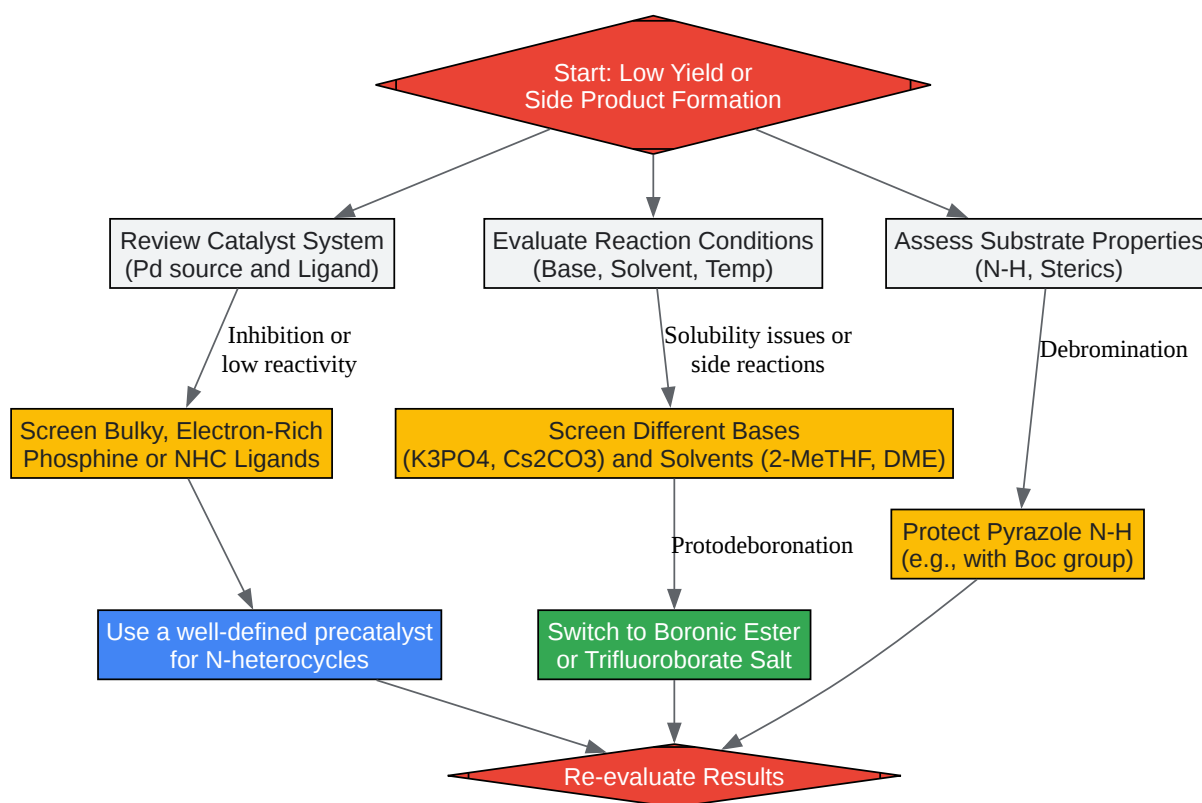 Start: Low Yield or
Side Product Formation
Review Catalyst System
(Pd source and Ligand)
Evaluate Reaction Conditions
(Base, Solvent, Temp)
Assess Substrate Properties
(N-H, Sterics)
Inhibition or
low reactivity
Solubility issues or
side reactions
Debromination
Screen Bulky, Electron-Rich
Phosphine or NHC Ligands
Screen Different Bases
(K3PO4, Cs2CO3) and Solvents (2-MeTHF, DME)
Protect Pyrazole N-H
(e.g., with Boc group)
Protodeboronation
Use a well-defined precatalyst
for N-heterocycles
Switch to Boronic Ester
or Trifluoroborate Salt
Re-evaluate Results